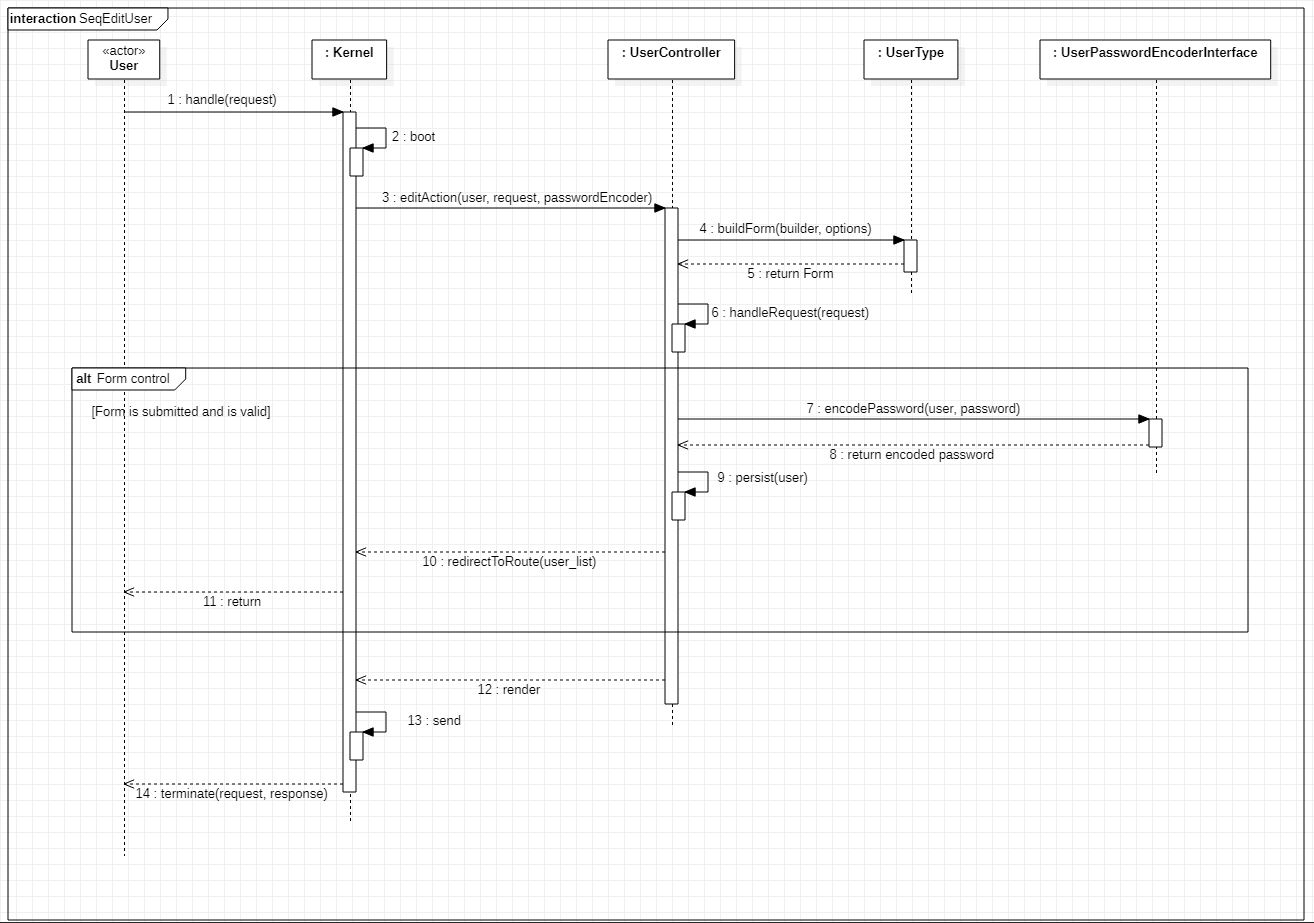 interaction SeqEditUser
«actor»
User
: Kernel
: UserController
: UserType
: UserPasswordEncoderInterface
1 : handle(request)
2 : boot
3 : editAction(user, request, passwordEncoder)
4 : buildForm(builder, options)
5 : return Form
6 : handleRequest(request)
alt Form control
[Form is submitted and is valid]
7 : encodePassword(user, password)
8 : return encoded password
9 : persist(user)
10 : redirectToRoute(user_list)
11 : return
12 : render
13 : send
14 : terminate(request, response)